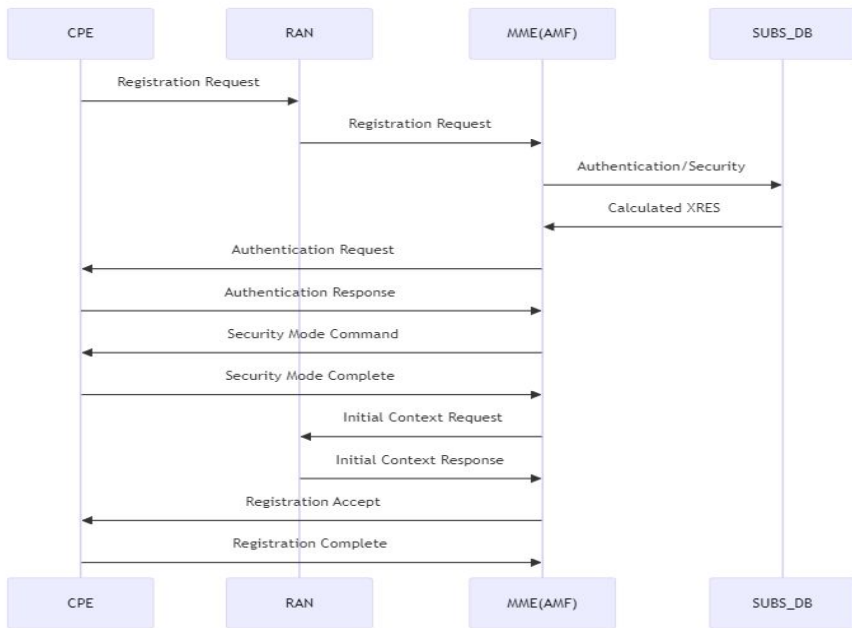 CPE RAN MME(AMF) SUBS_DB
Registration Request
Registration Request
Authentication/Security
Calculated XRES
Authentication Request
Authentication Response
Security Mode Command
Security Mode Complete
Initial Context Request
Initial Context Response
Registration Accept
Registration Complete
CPE RAN MME(AMF) SUBS_DB